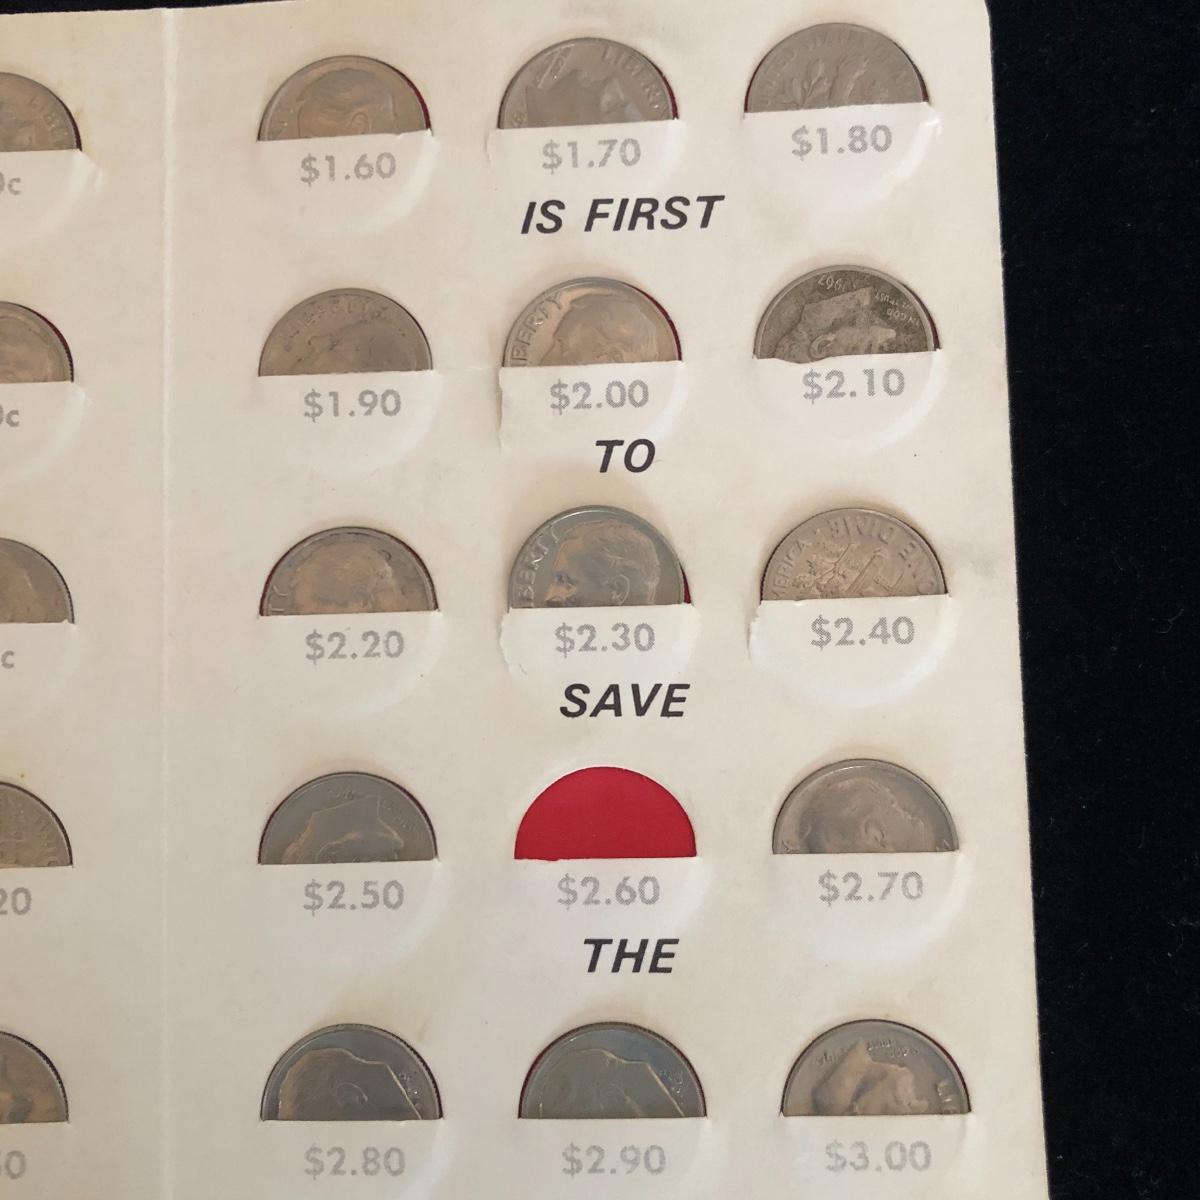 $1.60 $1.70 $1.80
IS FIRST
$1.90 $2.00 $2.10
TO
$2.20 $2.30 $2.40
SAVE
$2.50 $2.60 $2.70
THE
$2.80 $2.90 $3.00